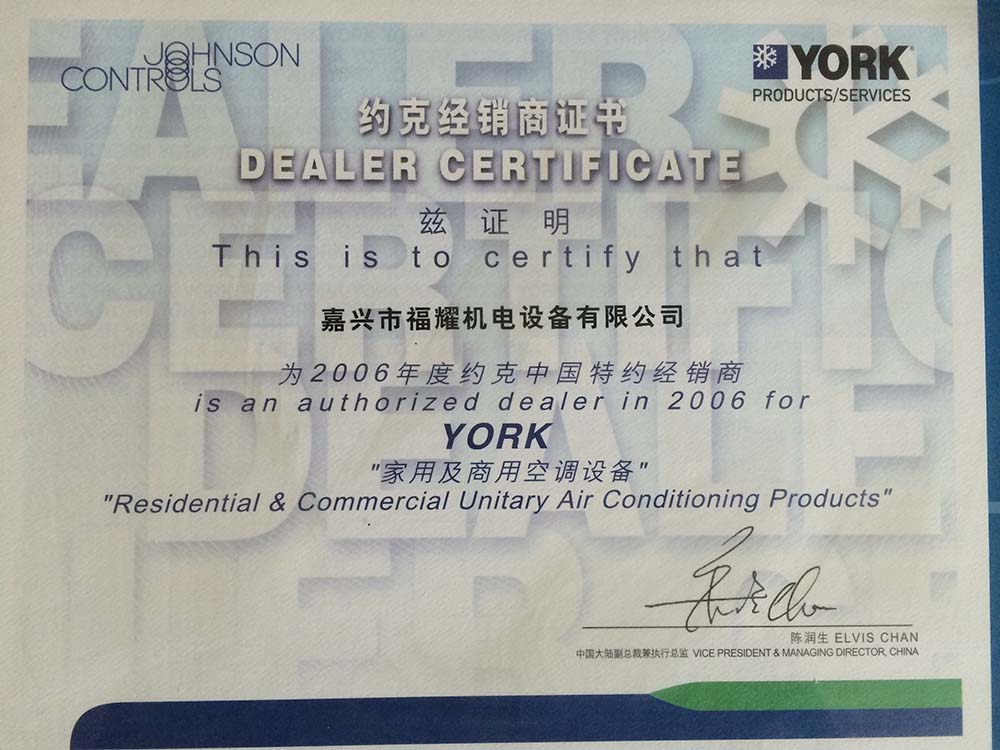 JOHNSON
CONTROLS
YORK
PRODUCTS/SERVICES
约克经销商证书
DEALER CERTIFICATE
兹证明
This is to certify that
嘉兴市福耀机电设备有限公司
为2006年度约克中国特约经销商
is an authorized dealer in 2006 for
YORK
"家用及商用空调设备"
"Residential & Commercial Unitary Air Conditioning Products"
陈润生 ELVIS CHAN
中国大陆副总裁兼执行总监 VICE PRESIDENT & MANAGING DIRECTOR, CHINA